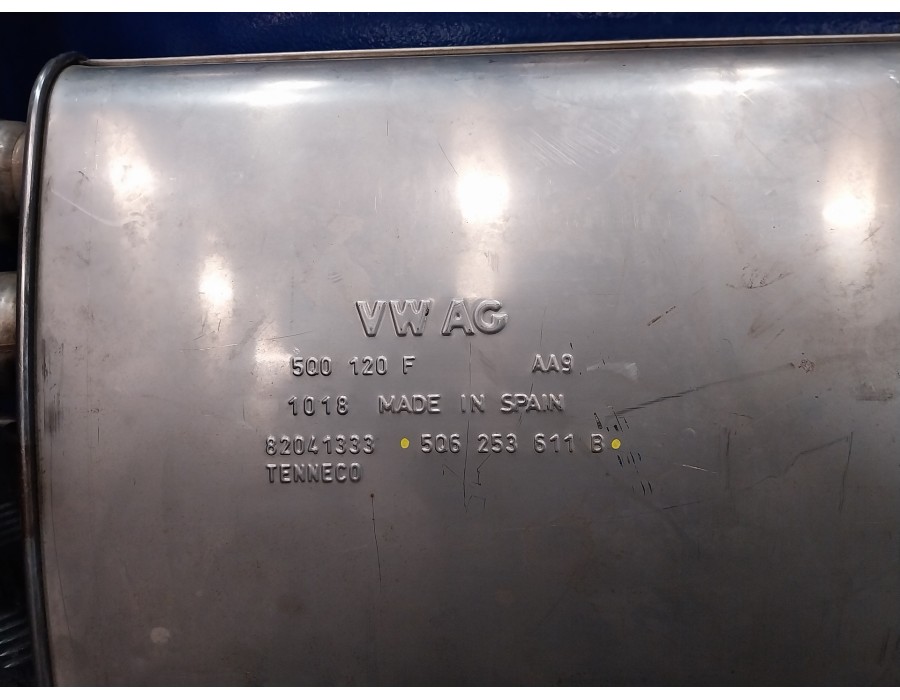 VW AG
5Q0 120 F AA9
1018 MADE IN SPAIN
82041333 5Q6 253 611 B
TENNECO